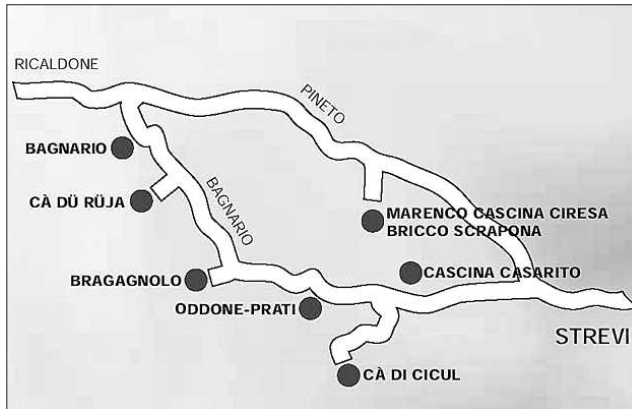 RICALDONE
PINETO
BAGNARIO
CÀ DÜ RÜJA
BAGNARIO
MARENCO CASCINA CIRESA
BRICCO SCRAPONA
BRAGAGNOLO
CASCINA CASARITO
ODDONE-PRATI
STREVI
CÀ DI CICUL